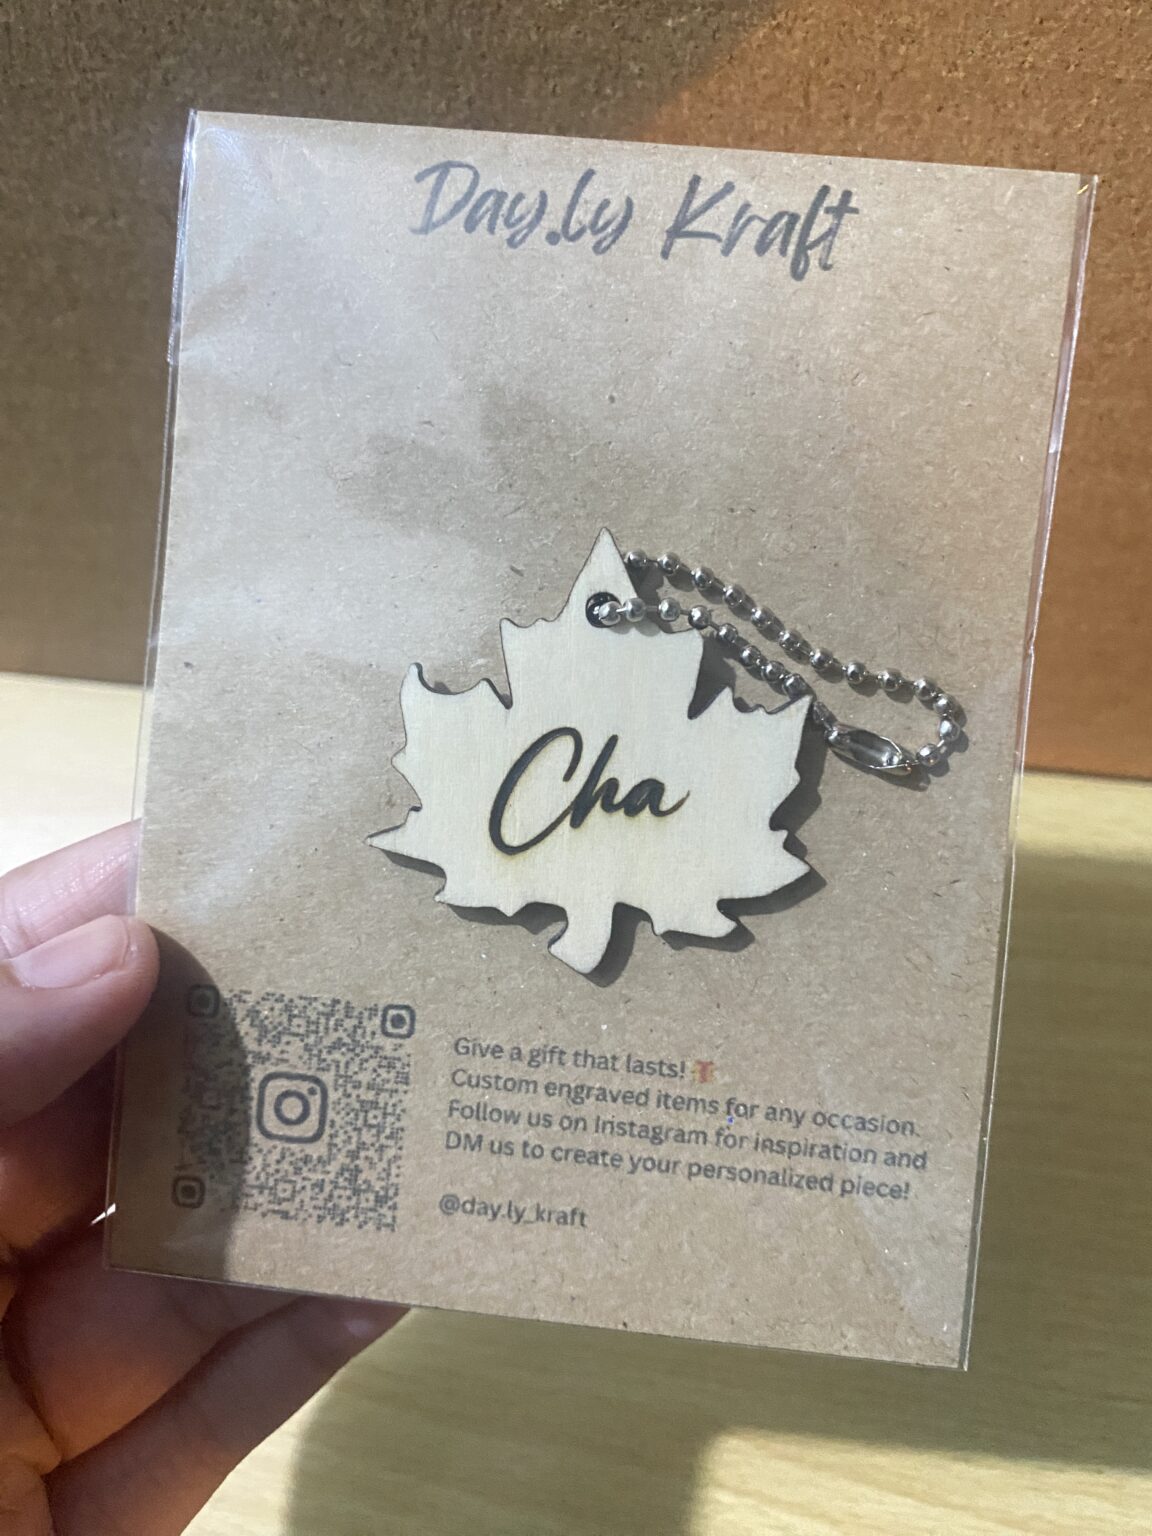 Day.ly Kraft
Cha
Give a gift that lasts! 🎁
Custom engraved items for any occasion.
Follow us on Instagram for inspiration and
DM us to create your personalized piece!
@day.ly_kraft